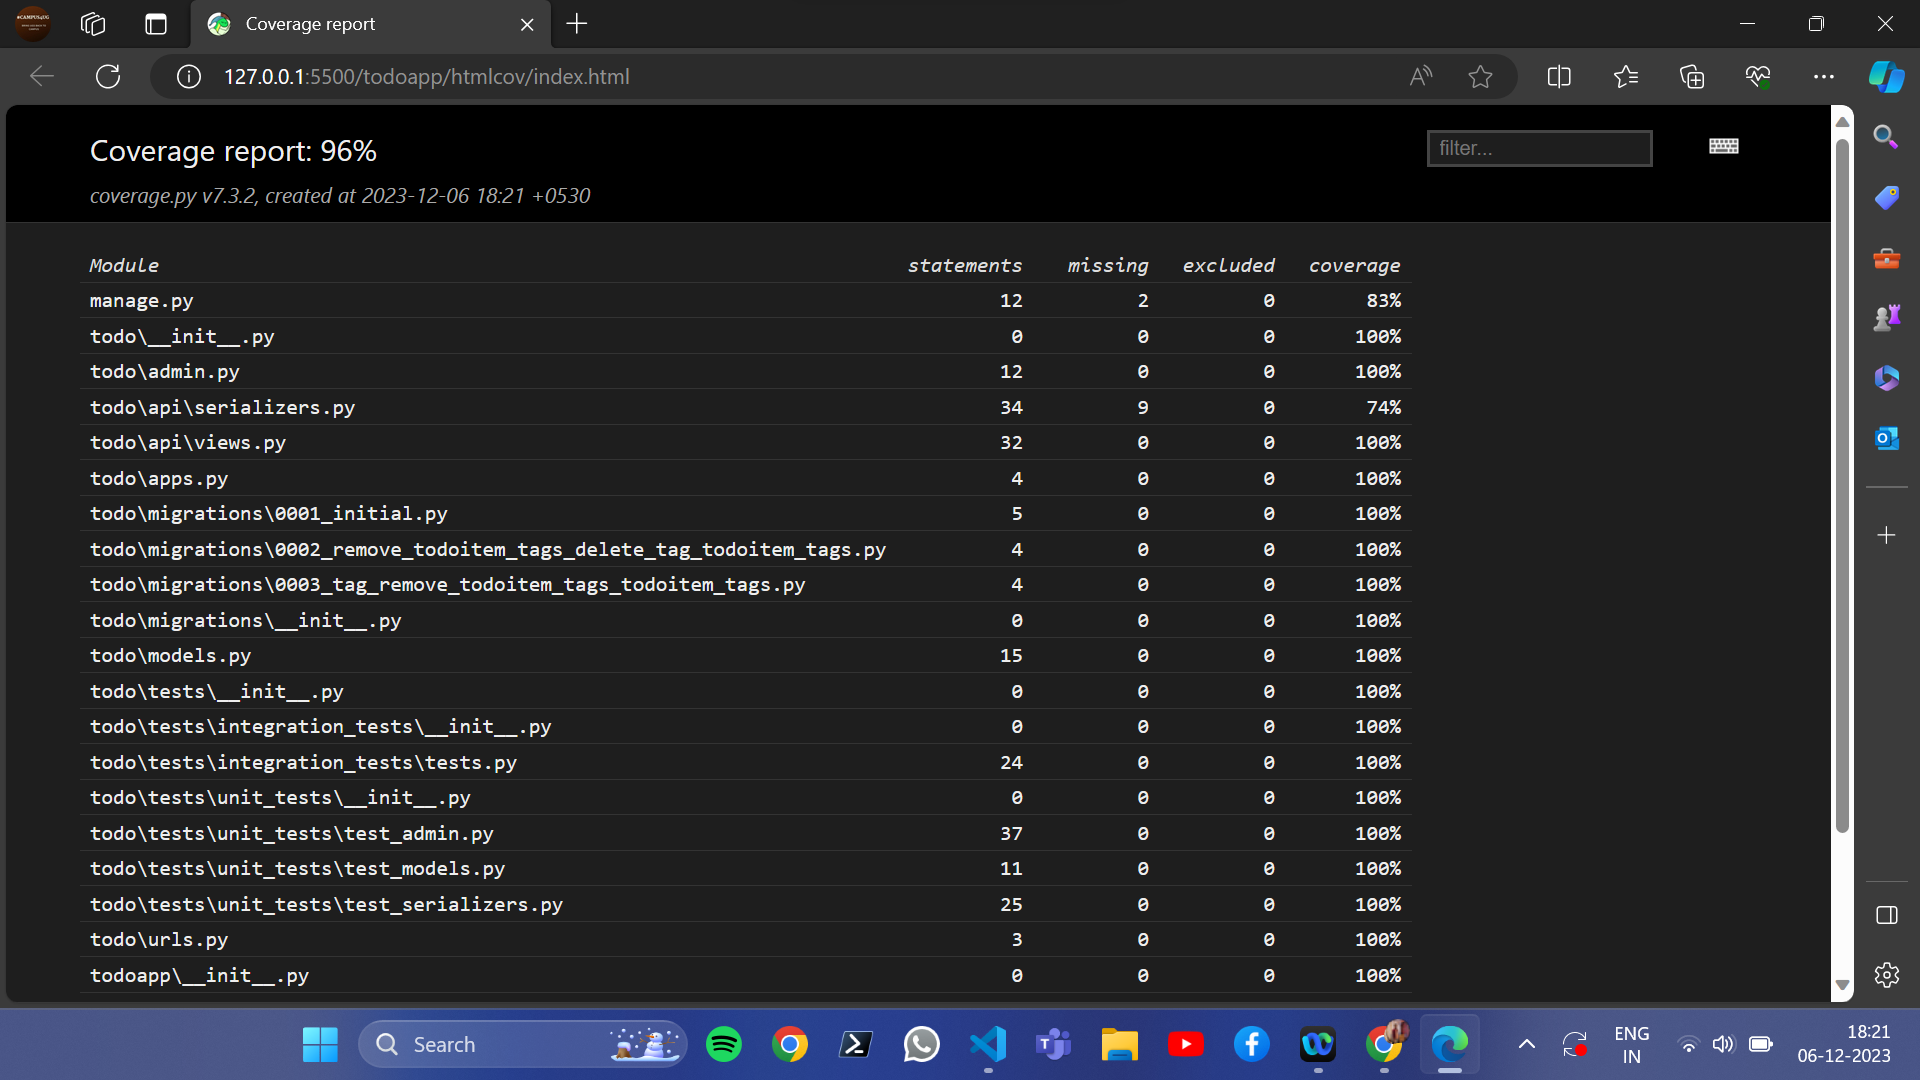 Coverage report
127.0.0.1:5500/todoapp/htmlcov/index.html
Coverage report: 96%
filter...
coverage.py v7.3.2, created at 2023-12-06 18:21 +0530
Module statements missing excluded coverage
manage.py 12 2 0 83%
todo\__init__.py 0 0 0 100%
todo\admin.py 12 0 0 100%
todo\api\serializers.py 34 9 0 74%
todo\api\views.py 32 0 0 100%
todo\apps.py 4 0 0 100%
todo\migrations\0001_initial.py 5 0 0 100%
todo\migrations\0002_remove_todoitem_tags_delete_tag_todoitem_tags.py 4 0 0 100%
todo\migrations\0003_tag_remove_todoitem_tags_todoitem_tags.py 4 0 0 100%
todo\migrations\__init__.py 0 0 0 100%
todo\models.py 15 0 0 100%
todo\tests\__init__.py 0 0 0 100%
todo\tests\integration_tests\__init__.py 0 0 0 100%
todo\tests\integration_tests\tests.py 24 0 0 100%
todo\tests\unit_tests\__init__.py 0 0 0 100%
todo\tests\unit_tests\test_admin.py 37 0 0 100%
todo\tests\unit_tests\test_models.py 11 0 0 100%
todo\tests\unit_tests\test_serializers.py 25 0 0 100%
todo\urls.py 3 0 0 100%
todoapp\__init__.py 0 0 0 100%
Search
ENG
IN
18:21
06-12-2023